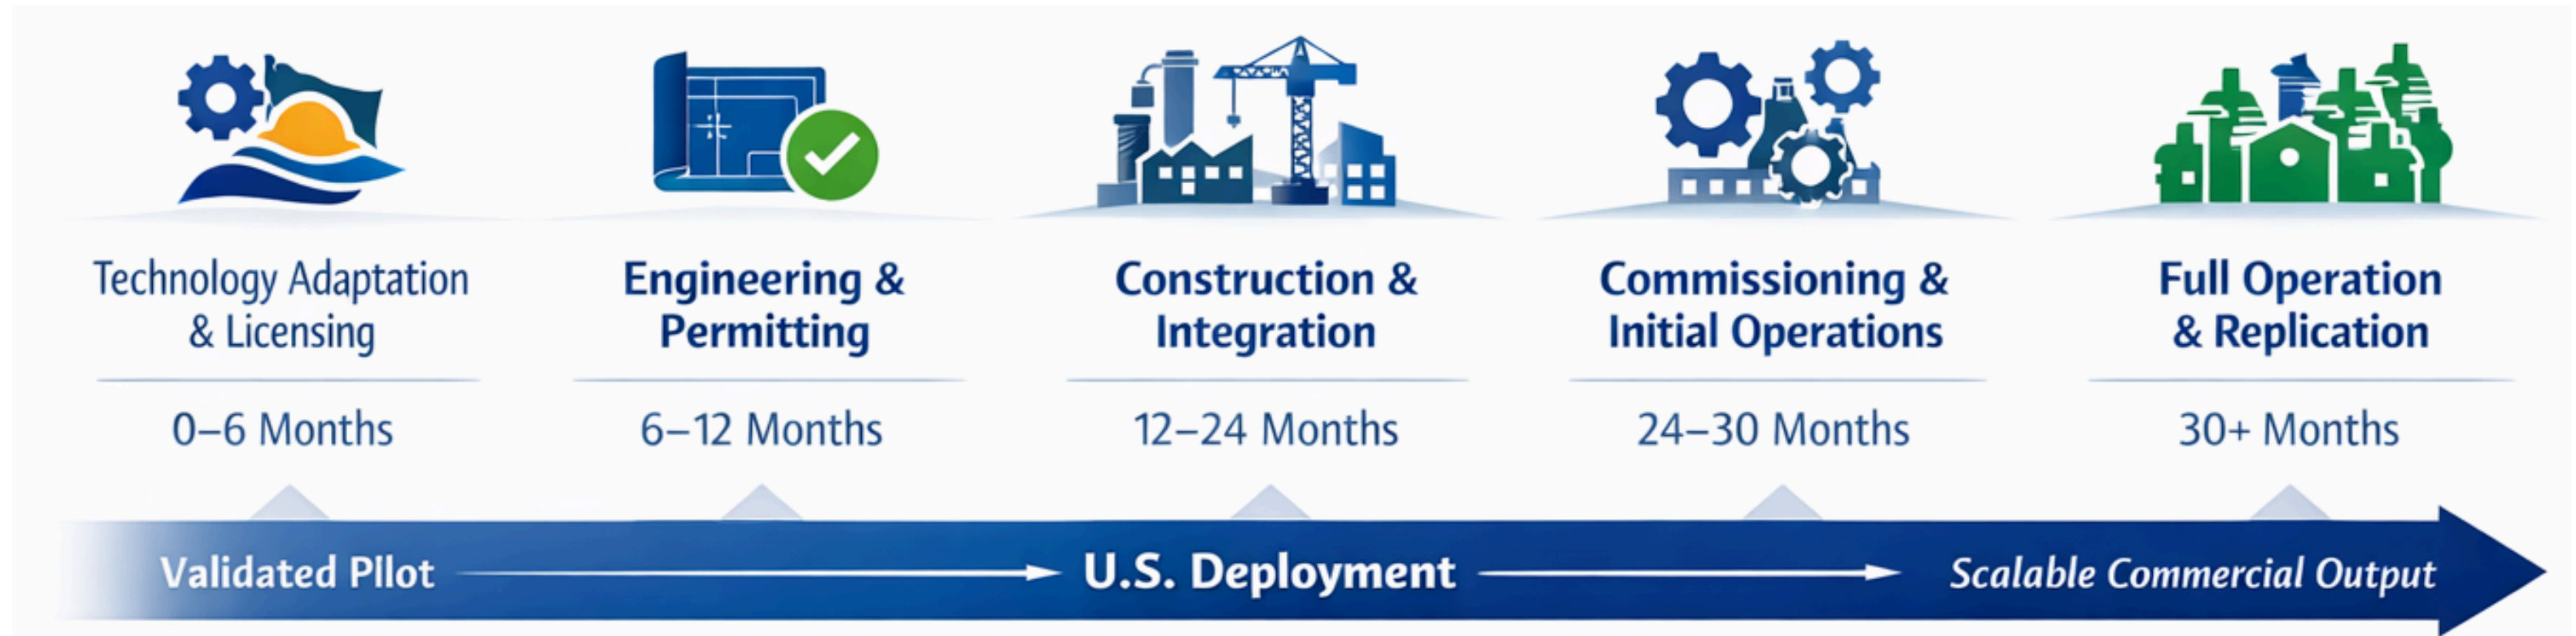 Technology Adaptation
& Licensing
0–6 Months
Engineering &
Permitting
6–12 Months
Construction &
Integration
12–24 Months
Commissioning &
Initial Operations
24–30 Months
Full Operation
& Replication
30+ Months
Validated PIlot
U.S. Deployment
Scalable Commercial Output